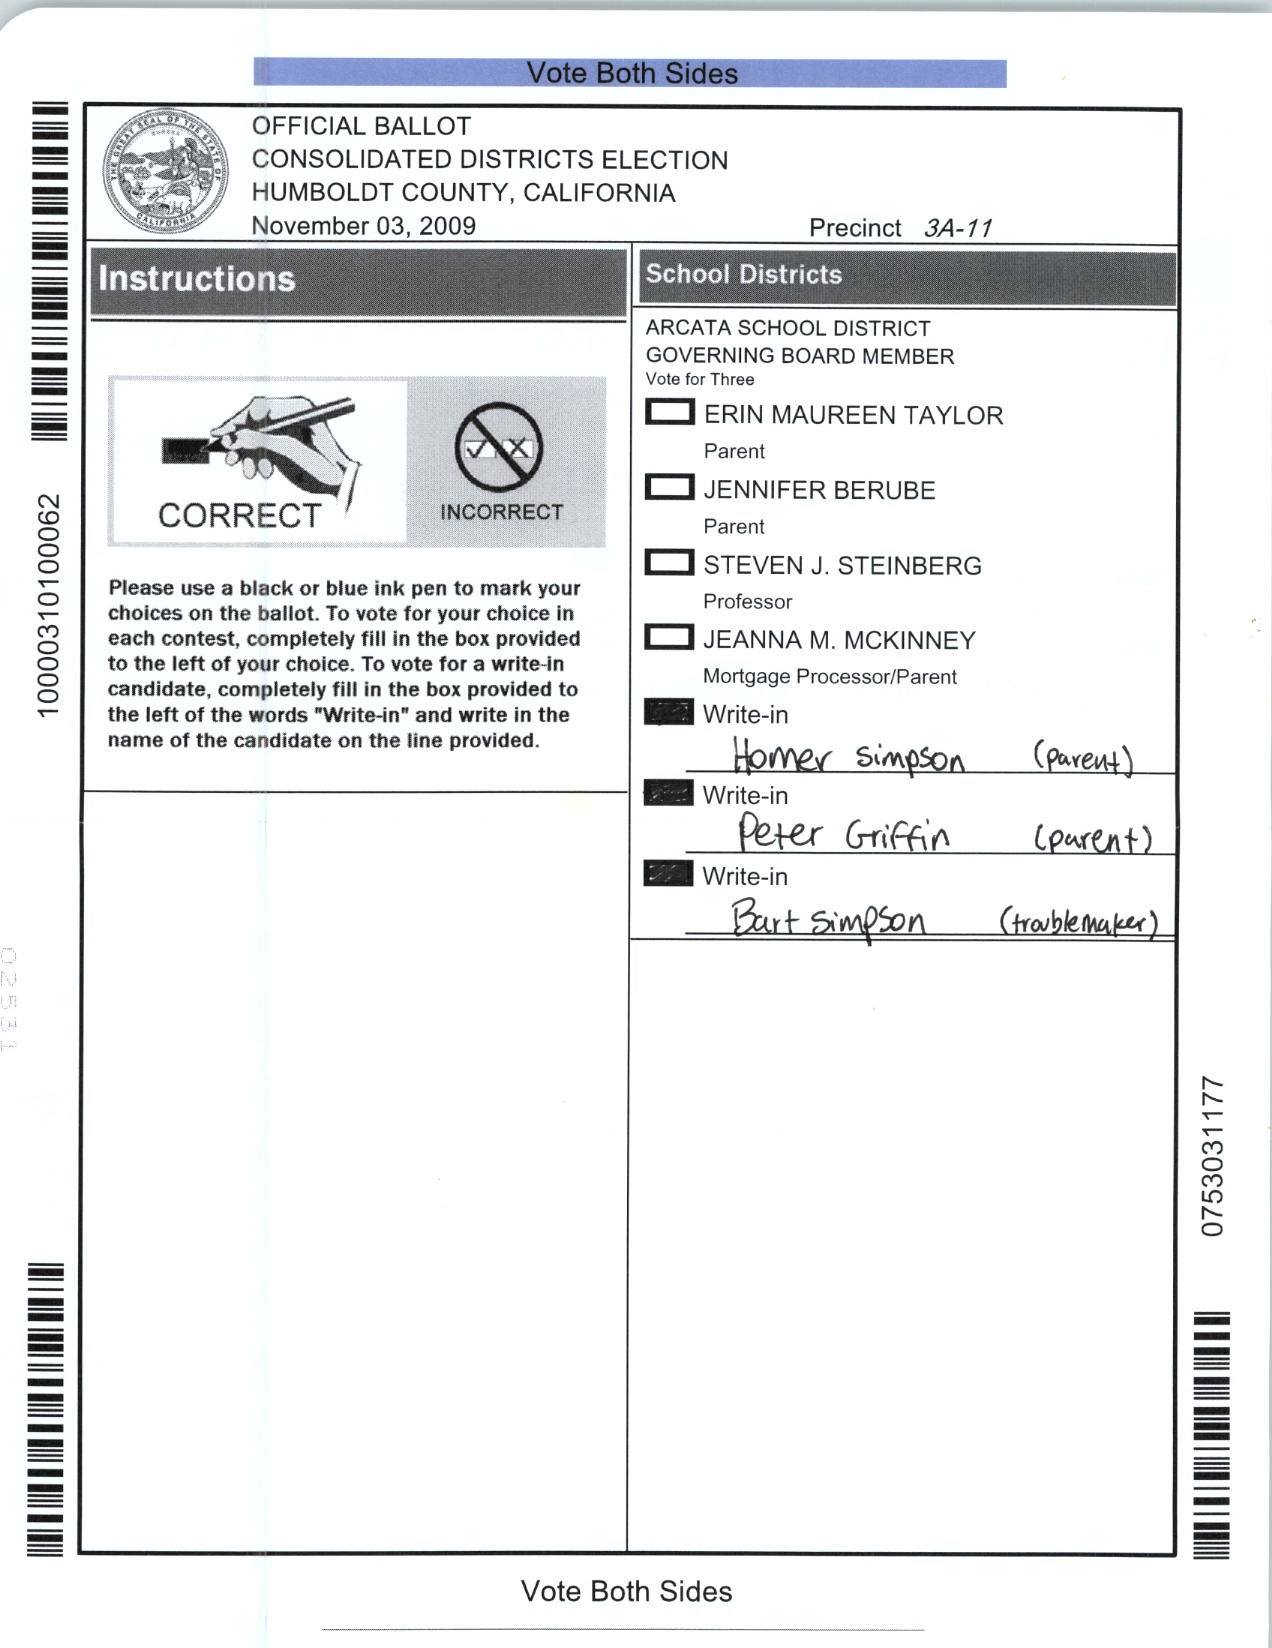 Vote Both Sides
THE GREAT SEAL OF THE STATE OF CALIFORNIA
EUREKA
OFFICIAL BALLOT
CONSOLIDATED DISTRICTS ELECTION
HUMBOLDT COUNTY, CALIFORNIA
November 03, 2009
Precinct 3A-11
Instructions
CORRECT
INCORRECT
Please use a black or blue ink pen to mark your
choices on the ballot. To vote for your choice in
each contest, completely fill in the box provided
to the left of your choice. To vote for a write-in
candidate, completely fill in the box provided to
the left of the words "Write-in" and write in the
name of the candidate on the line provided.
School Districts
ARCATA SCHOOL DISTRICT
GOVERNING BOARD MEMBER
Vote for Three
ERIN MAUREEN TAYLOR
Parent
JENNIFER BERUBE
Parent
STEVEN J. STEINBERG
Professor
JEANNA M. MCKINNEY
Mortgage Processor/Parent
Write-in
Homer Simpson (parent)
Write-in
Peter Griffin (parent)
Write-in
Bart Simpson (troublemaker)
10000310100062
02531
0753031177
Vote Both Sides